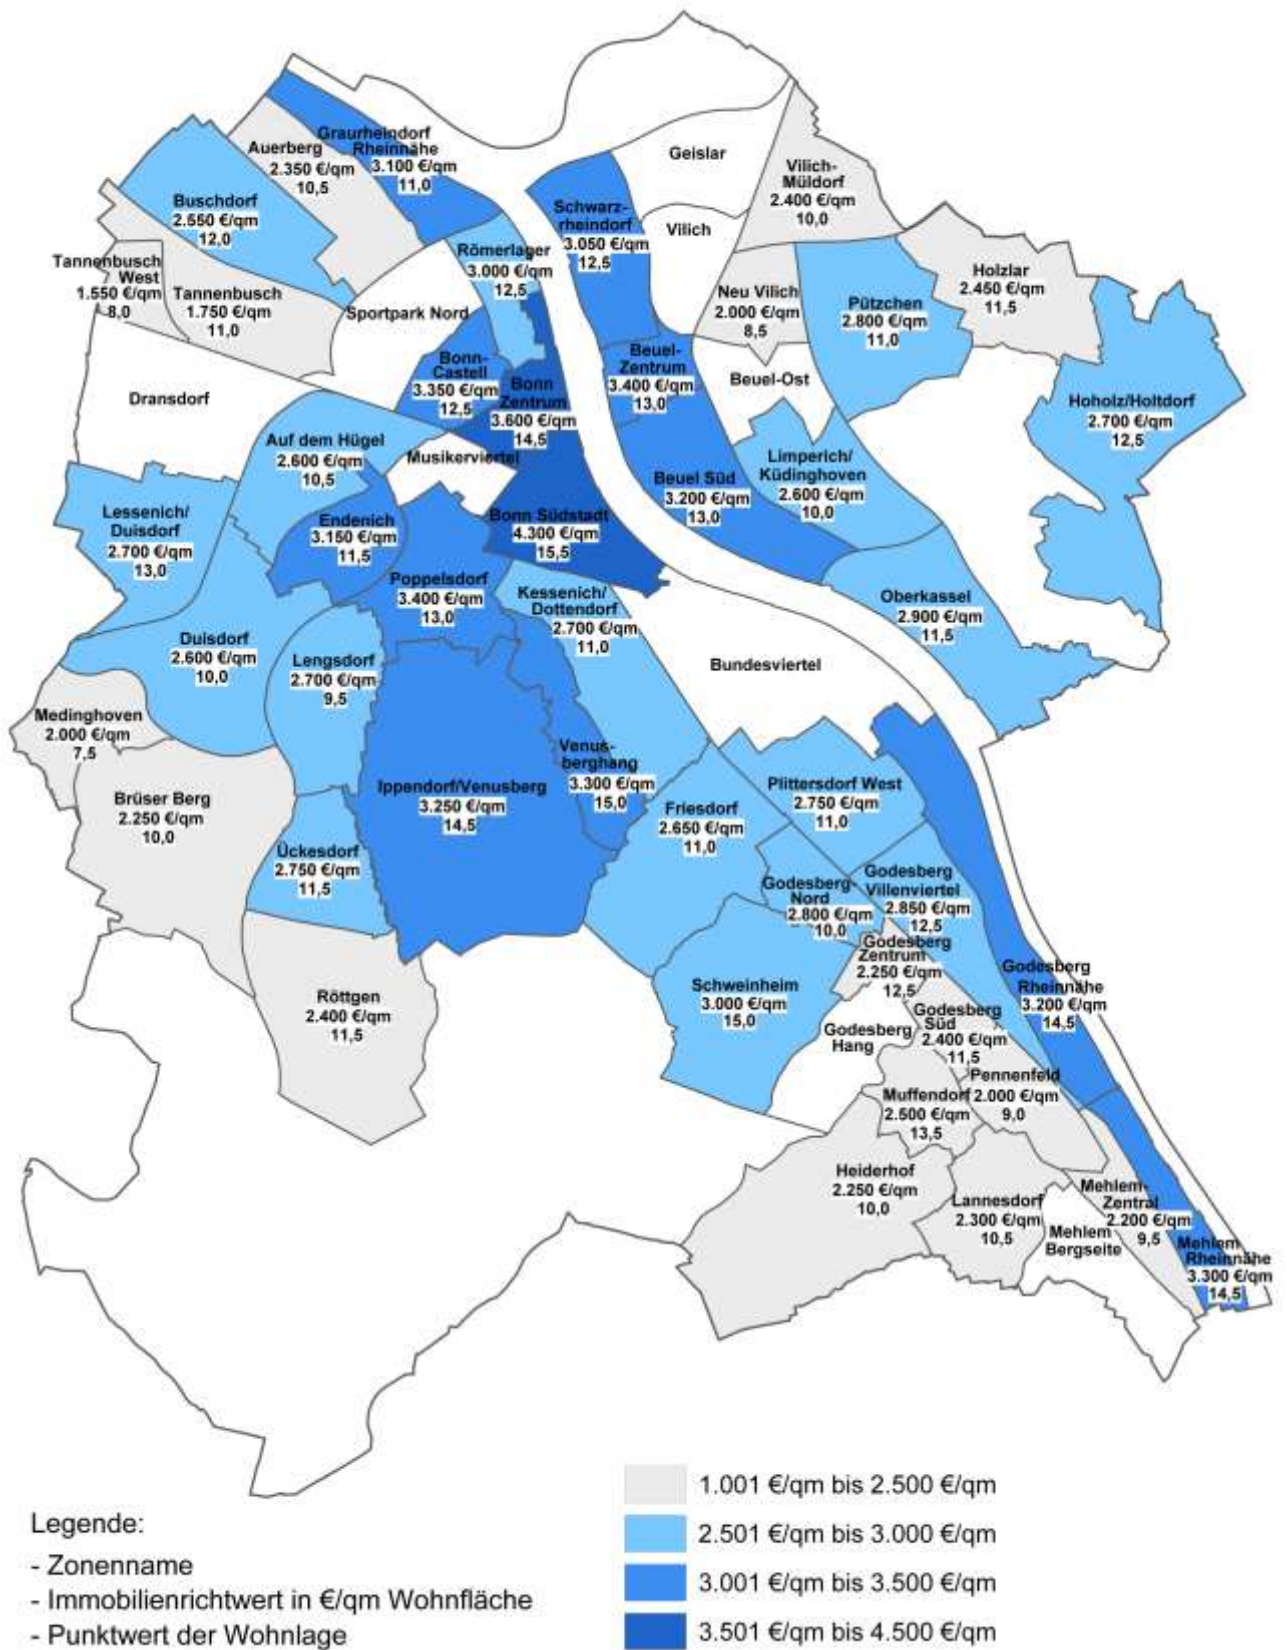 Graurheindorf
Rheinnähe
3.100 €/qm
11,0
Auerberg
2.350 €/qm
10,5
Buschdorf
2.550 €/qm
12,0
Geislar
Vilich-
Müldorf
2.400 €/qm
10,0
Schwarz-
rheindorf
3.050 €/qm
12,5
Vilich
Römerlager
3.000 €/qm
12,5
Tannenbusch
West
1.550 €/qm
8,0
Tannenbusch
1.750 €/qm
11,0
Sportpark Nord
Neu Vilich
2.000 €/qm
8,5
Pützchen
2.800 €/qm
11,0
Holzlar
2.450 €/qm
11,5
Bonn-
Castell
3.350 €/qm
12,5
Bonn
Zentrum
3.600 €/qm
14,5
Beuel-
Zentrum
3.400 €/qm
13,0
Beuel-Ost
Hoholz/Holtdorf
2.700 €/qm
12,5
Dransdorf
Auf dem Hügel
2.600 €/qm
10,5
Musikerviertel
Limperich/
Küdinghoven
2.600 €/qm
10,0
Beuel Süd
3.200 €/qm
13,0
Lessenich/
Duisdorf
2.700 €/qm
13,0
Endenich
3.150 €/qm
11,5
Bonn Südstadt
4.300 €/qm
15,5
Poppelsdorf
3.400 €/qm
13,0
Kessenich/
Dottendorf
2.700 €/qm
11,0
Oberkassel
2.900 €/qm
11,5
Duisdorf
2.600 €/qm
10,0
Lengsdorf
2.700 €/qm
9,5
Bundesviertel
Medinghoven
2.000 €/qm
7,5
Venus-
berghang
3.300 €/qm
15,0
Ippendorf/Venusberg
3.250 €/qm
14,5
Plittersdorf West
2.750 €/qm
11,0
Brüser Berg
2.250 €/qm
10,0
Friesdorf
2.650 €/qm
11,0
Ückesdorf
2.750 €/qm
11,5
Godesberg
Villenviertel
2.850 €/qm
12,5
Godesberg-
Nord
2.800 €/qm
10,0
Godesberg
Zentrum
2.250 €/qm
12,5
Godesberg
Rheinnähe
3.200 €/qm
14,5
Schweinheim
3.000 €/qm
15,0
Röttgen
2.400 €/qm
11,5
Godesberg
Hang
Godesberg
Süd
2.400 €/qm
11,5
Pennenfeld
2.000 €/qm
9,0
Muffendorf
2.500 €/qm
13,5
Heiderhof
2.250 €/qm
10,0
Lannesdorf
2.300 €/qm
10,5
Mehlem-
Zentral
2.200 €/qm
9,5
Mehlem
Bergseite
Mehlem
Rheinnähe
3.300 €/qm
14,5
Legende:
- Zonenname
- Immobilienrichtwert in €/qm Wohnfläche
- Punktwert der Wohnlage
1.001 €/qm bis 2.500 €/qm
2.501 €/qm bis 3.000 €/qm
3.001 €/qm bis 3.500 €/qm
3.501 €/qm bis 4.500 €/qm